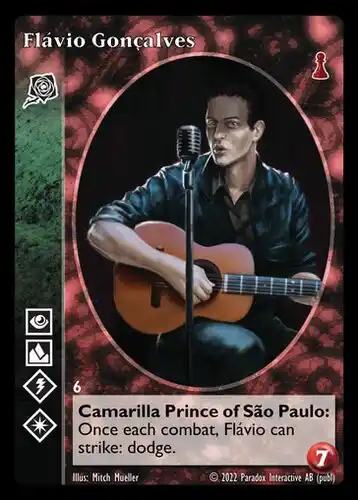 Flávio Gonçalves
6
Camarilla Prince of São Paulo:
Once each combat, Flávio can
strike: dodge.
7
Illus: Mitch Mueller © 2022 Paradox Interactive AB (publ)